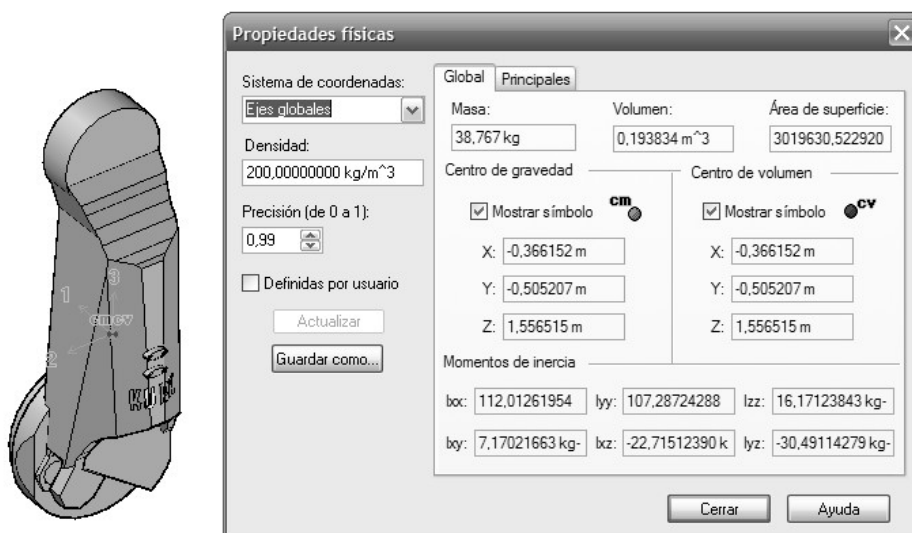 Propiedades físicas
Sistema de coordenadas:
Ejes globales
Densidad:
200,00000000 kg/m^3
Precisión (de 0 a 1):
0,99
Definidas por usuario
Actualizar
Guardar como...
Global Principales
Masa: Volumen: Área de superficie:
38,767 kg 0,193834 m^3 3019630,522920
Centro de gravedad Centro de volumen
Mostrar símbolo cm Mostrar símbolo cv
X: -0,366152 m X: -0,366152 m
Y: -0,505207 m Y: -0,505207 m
Z: 1,556515 m Z: 1,556515 m
Momentos de inercia
Ixx: 112,01261954 Iyy: 107,28724288 Izz: 16,17123843 kg-
Ixy: 7,17021663 kg- Ixz: -22,71512390 k Iyz: -30,49114279 kg-
Cerrar Ayuda
3
1
cmcv
2